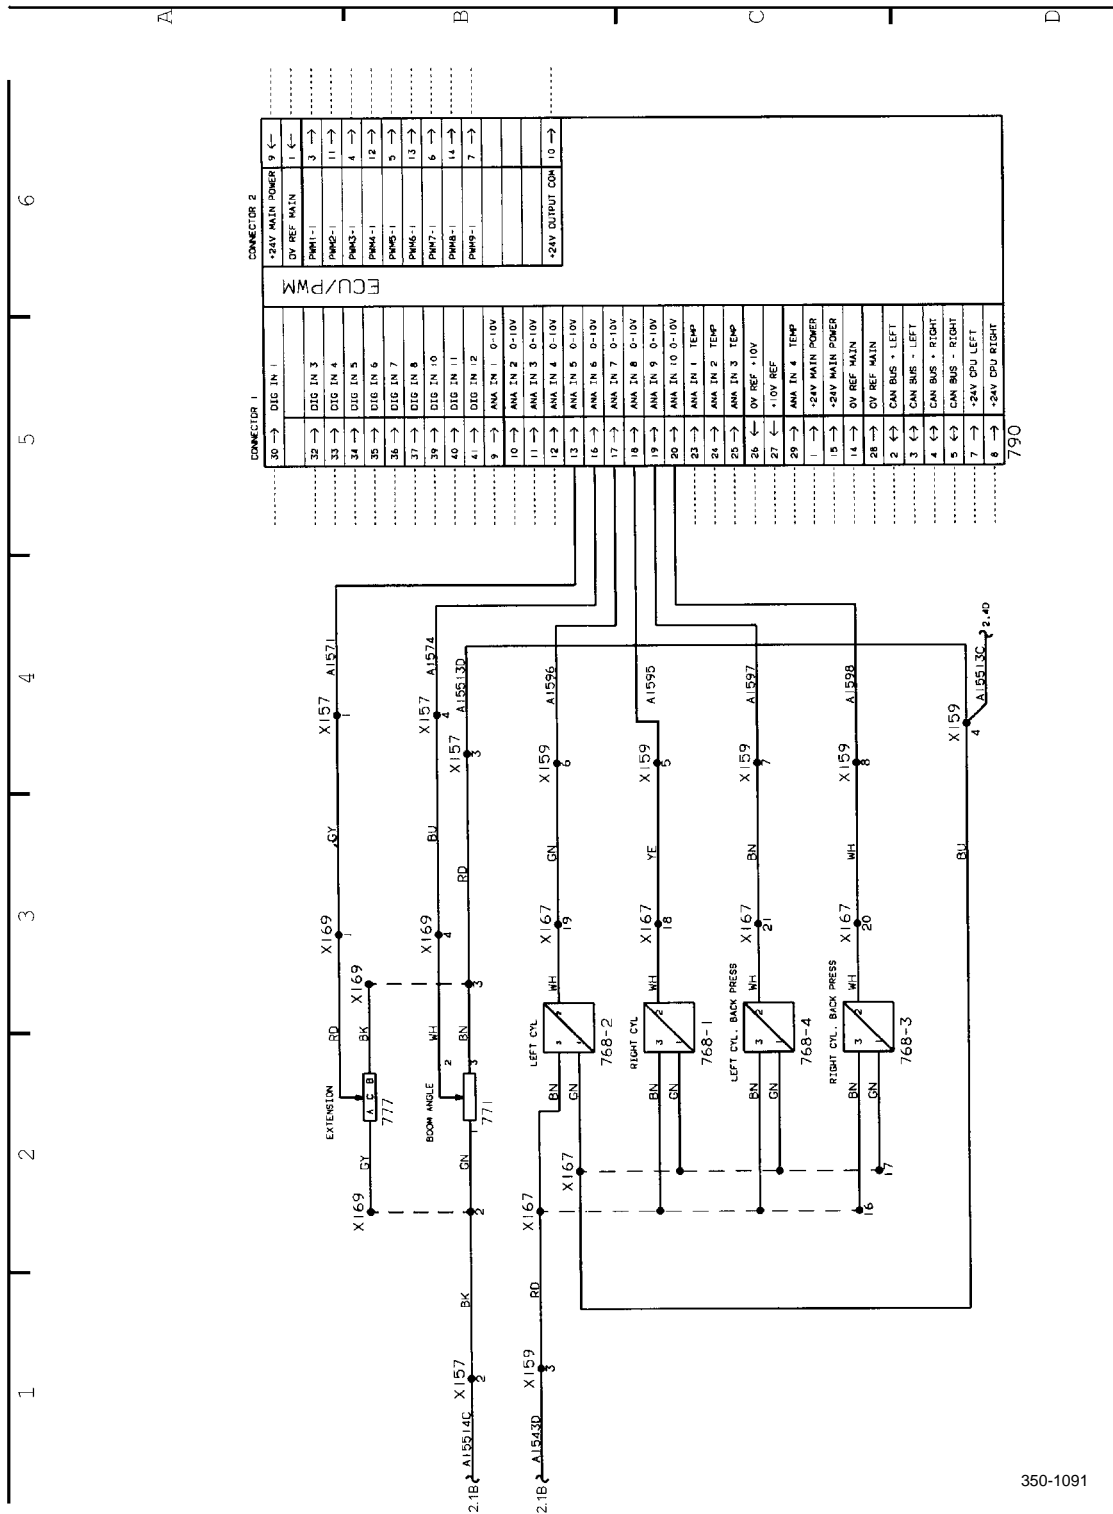 A
B
C
D
1
2
3
4
5
6
CONNECTOR 2
+24V MAIN POWER 9 ←
0V REF MAIN 1 ←
PWM1-1 3 →
PWM2-1 11 →
PWM3-1 4 →
PWM4-1 12 →
PWM5-1 5 →
PWM6-1 13 →
PWM7-1 6 →
PWM8-1 14 →
PWM9-1 7 →
+24V OUTPUT COM 10 →
ECU/PWM
CONNECTOR 1
30 → DIG IN 1
32 → DIG IN 3
33 → DIG IN 4
34 → DIG IN 5
35 → DIG IN 6
36 → DIG IN 7
37 → DIG IN 8
39 → DIG IN 10
40 → DIG IN 11
41 → DIG IN 12
9 → ANA IN 1 0-10V
10 → ANA IN 2 0-10V
11 → ANA IN 3 0-10V
12 → ANA IN 4 0-10V
13 → ANA IN 5 0-10V
16 → ANA IN 6 0-10V
17 → ANA IN 7 0-10V
18 → ANA IN 8 0-10V
19 → ANA IN 9 0-10V
20 → ANA IN 10 0-10V
23 → ANA IN 1 TEMP
24 → ANA IN 2 TEMP
25 → ANA IN 3 TEMP
26 ← 0V REF +10V
27 ← +10V REF
29 → ANA IN 4 TEMP
1 → +24V MAIN POWER
15 → +24V MAIN POWER
14 → 0V REF MAIN
28 → 0V REF MAIN
2 ↔ CAN BUS + LEFT
3 ↔ CAN BUS - LEFT
4 ↔ CAN BUS + RIGHT
5 ↔ CAN BUS - RIGHT
7 → +24V CPU LEFT
8 → +24V CPU RIGHT
790
EXTENSION
777
A C B
RD
X169
1
GY
X157
1
A1571
X169
GY
BK
X169
BOOM ANGLE
771
1
2
3
WH
X169
4
BU
X157
4
A1574
2.1B
A15514C
X157
2
BK
2
GN
BN
3
RD
X157
3
A15513D
2.1B
A1543D
X159
3
RD
X167
BN
GN
X167
LEFT CYL
768-2
3
1
2
WH
X167
19
GN
X159
6
A1596
RIGHT CYL
768-1
BN
GN
3
1
2
WH
X167
18
YE
X159
5
A1595
LEFT CYL. BACK PRESS
768-4
BN
GN
3
1
2
WH
X167
21
BN
X159
7
A1597
RIGHT CYL. BACK PRESS
768-3
BN
GN
16
17
3
1
2
WH
X167
20
WH
X159
8
A1598
BU
X159
4
A15513C
2.4D
350-1091